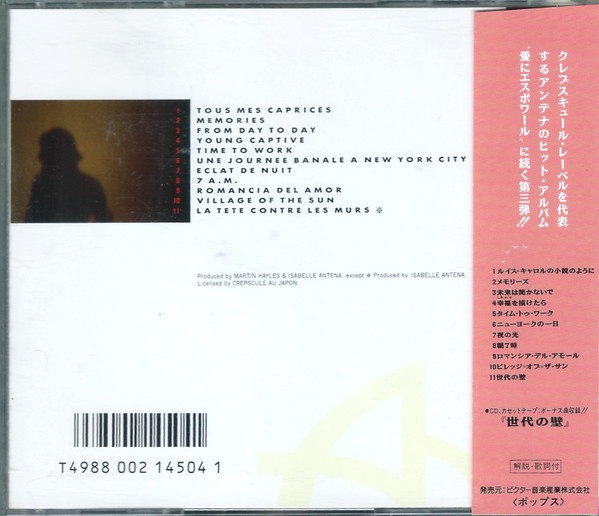 1 TOUS MES CAPRICES
2 MEMORIES
3 FROM DAY TO DAY
4 YOUNG CAPTIVE
5 TIME TO WORK
6 UNE JOURNEE BANALE A NEW YORK CITY
7 ECLAT DE NUIT
8 7 A.M.
9 ROMANCIA DEL AMOR
10 VILLAGE OF THE SUN
11 LA TETE CONTRE LES MURS ※
Produced by MARTIN HAYLES & ISABELLE ANTENA. except ※ Produced by ISABELLE ANTENA.
Licensed by CREPSCULE AU JAPON.
T4988 002 14504 1
クレプスキュール・レーベルを代表
するアンテナのヒット・アルバム
"愛にエスポワール"に続く第三弾!!
1ルイス・キャロルの小説のように
2メモリーズ
3未来は聞かないで
4幸福を描けたら
5タイム・トゥ・ワーク
6ニューヨークの一日
7夜の光
8朝7時
9ロマンシア・デル・アモール
10ビレッジ・オブ・ザ・サン
11世代の壁
●CD、カセットテープ:ボーナス曲収録!!
『世代の壁』
解説・歌詞付
発売元:ビクター音楽産業株式会社
〈ポップス〉